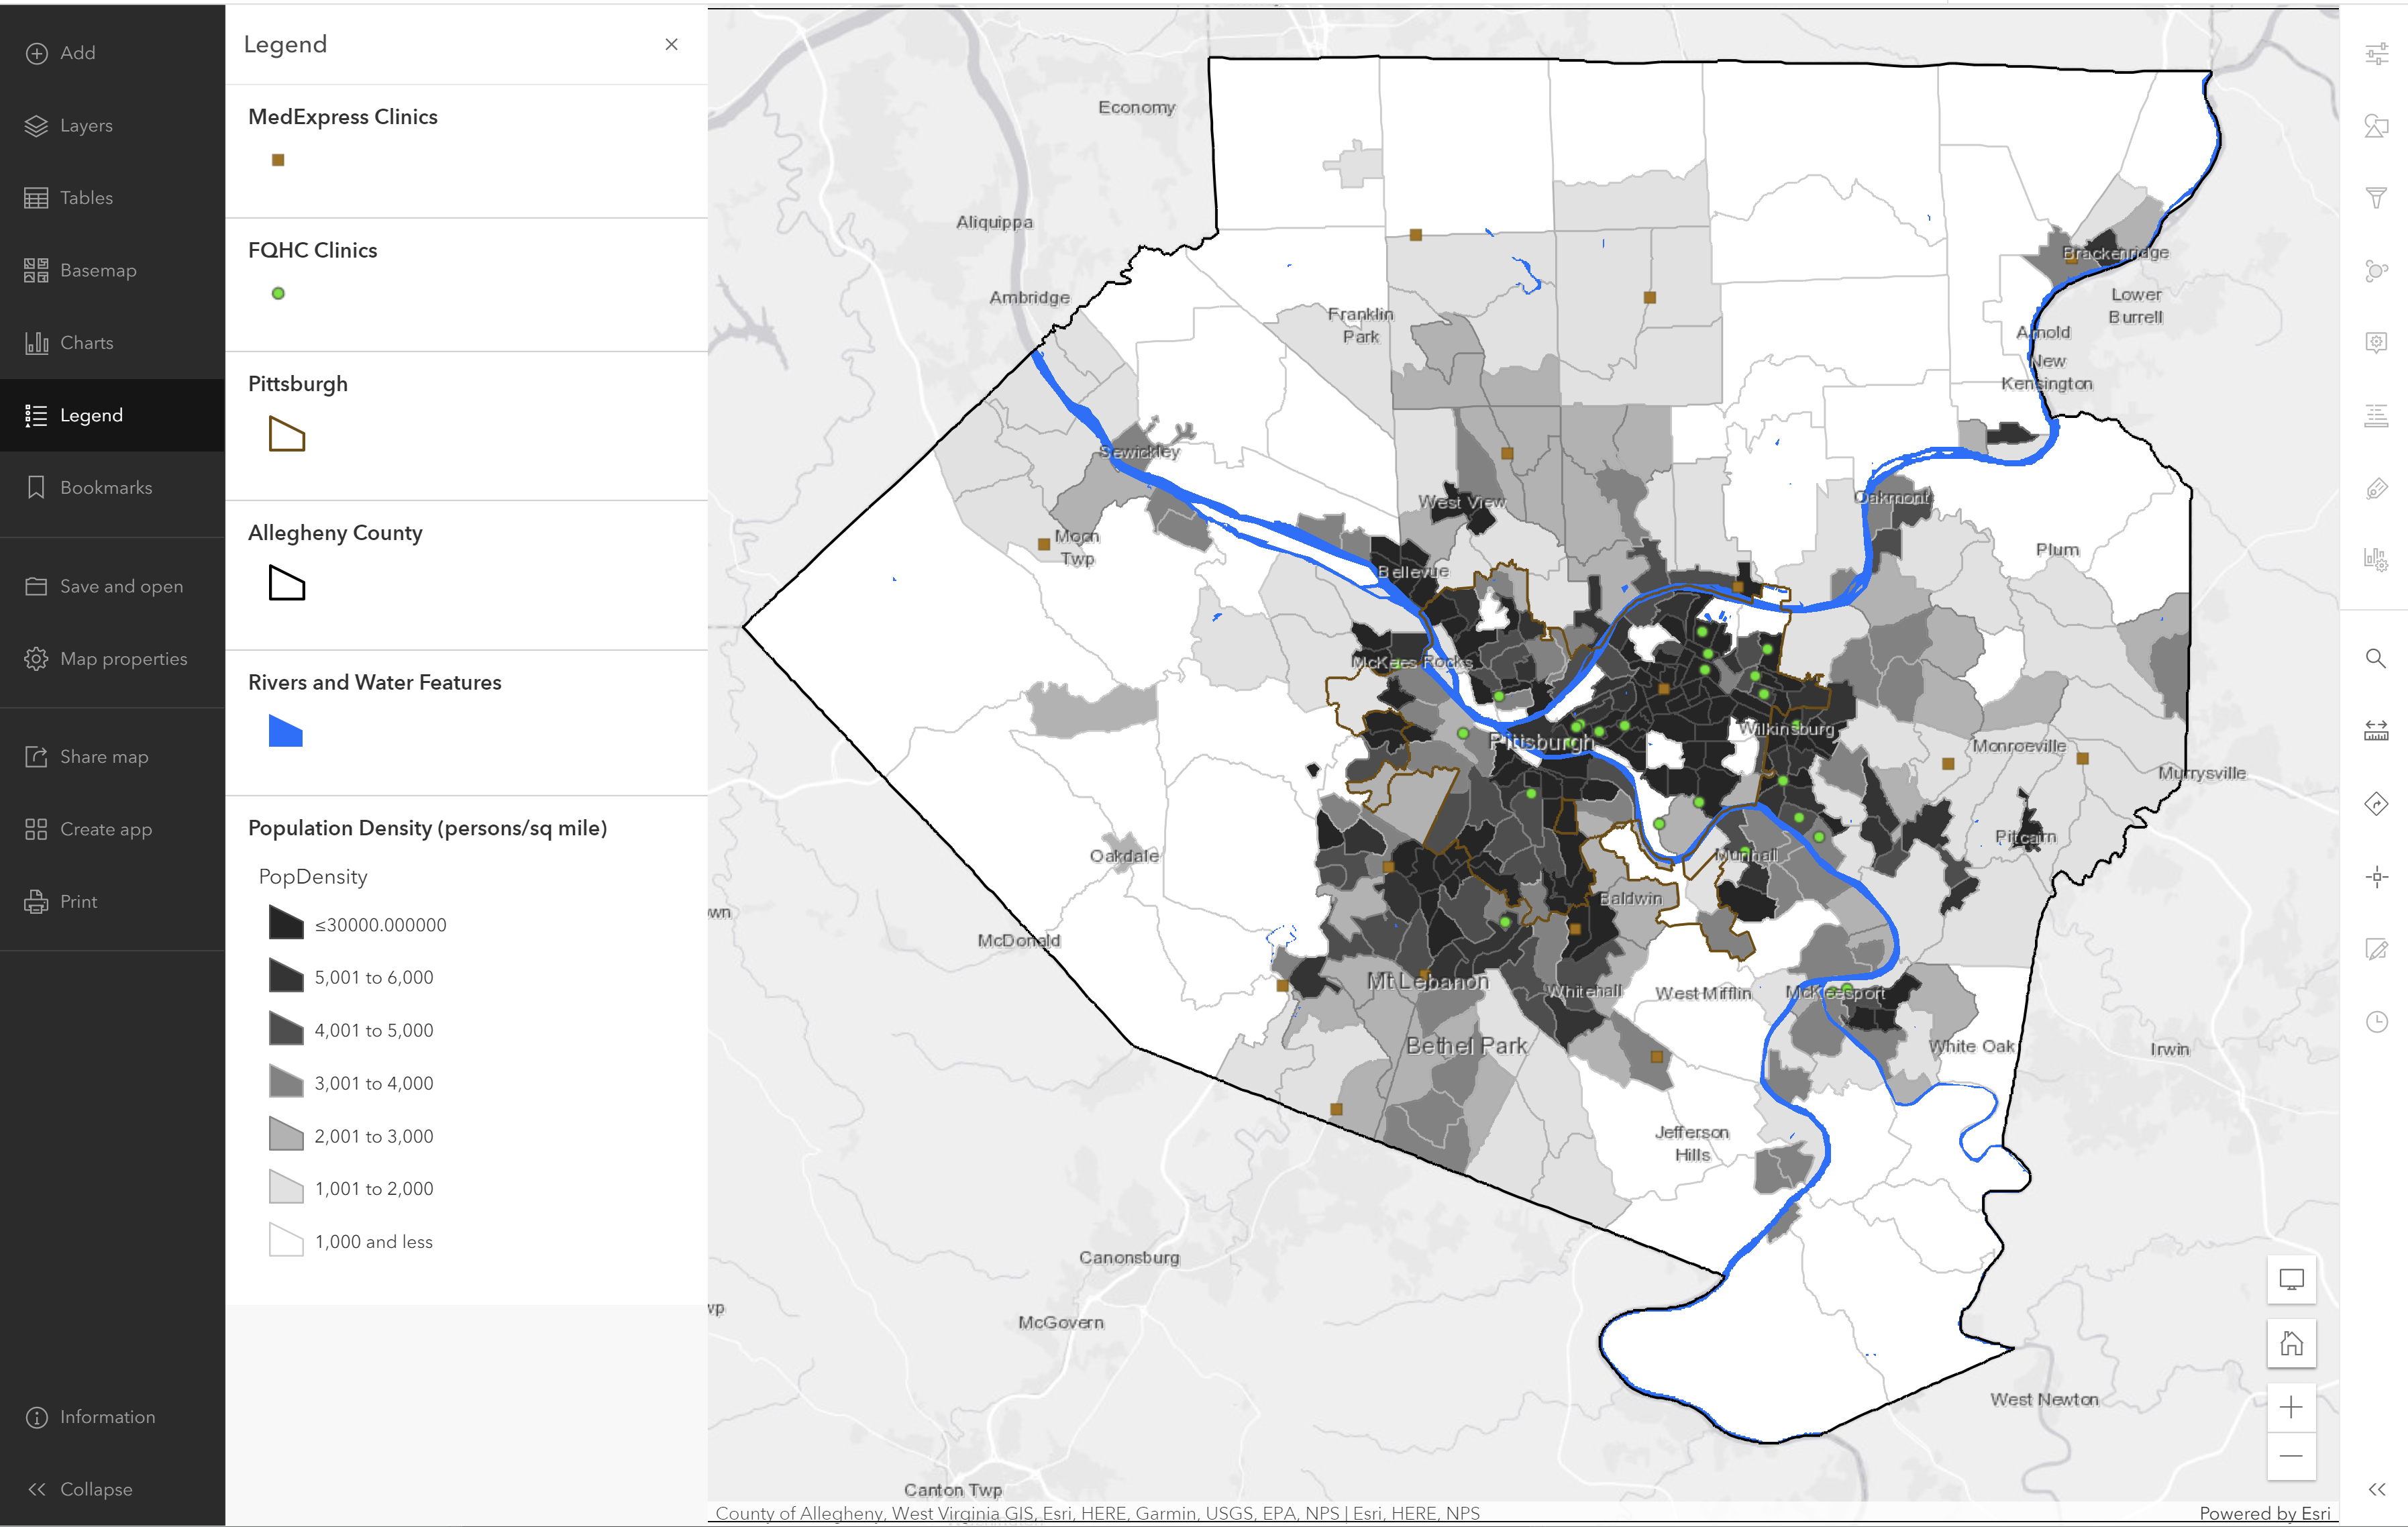 Add
Layers
Tables
Basemap
Charts
Legend
Bookmarks
Save and open
Map properties
Share map
Create app
Print
Information
Collapse
Legend
MedExpress Clinics
FQHC Clinics
Pittsburgh
Allegheny County
Rivers and Water Features
Population Density (persons/sq mile)
PopDensity
≤30000.000000
5,001 to 6,000
4,001 to 5,000
3,001 to 4,000
2,001 to 3,000
1,001 to 2,000
1,000 and less
Economy
Aliquippa
Ambridge
Franklin
Park
Brackenridge
Lower
Burrell
Arnold
New
Kensington
Sewickley
West View
Oakmont
Moon
Twp
Plum
Bellevue
McKees Rocks
Pittsburgh
Wilkinsburg
Monroeville
Murrysville
Pitcairn
Munhall
Oakdale
Baldwin
wn
McDonald
Mt Lebanon
Whitehall
West Mifflin
McKeesport
Bethel Park
White Oak
Irwin
Jefferson
Hills
Canonsburg
wp
McGovern
West Newton
Canton Twp
County of Allegheny, West Virginia GIS, Esri, HERE, Garmin, USGS, EPA, NPS | Esri, HERE, NPS
Powered by Esri